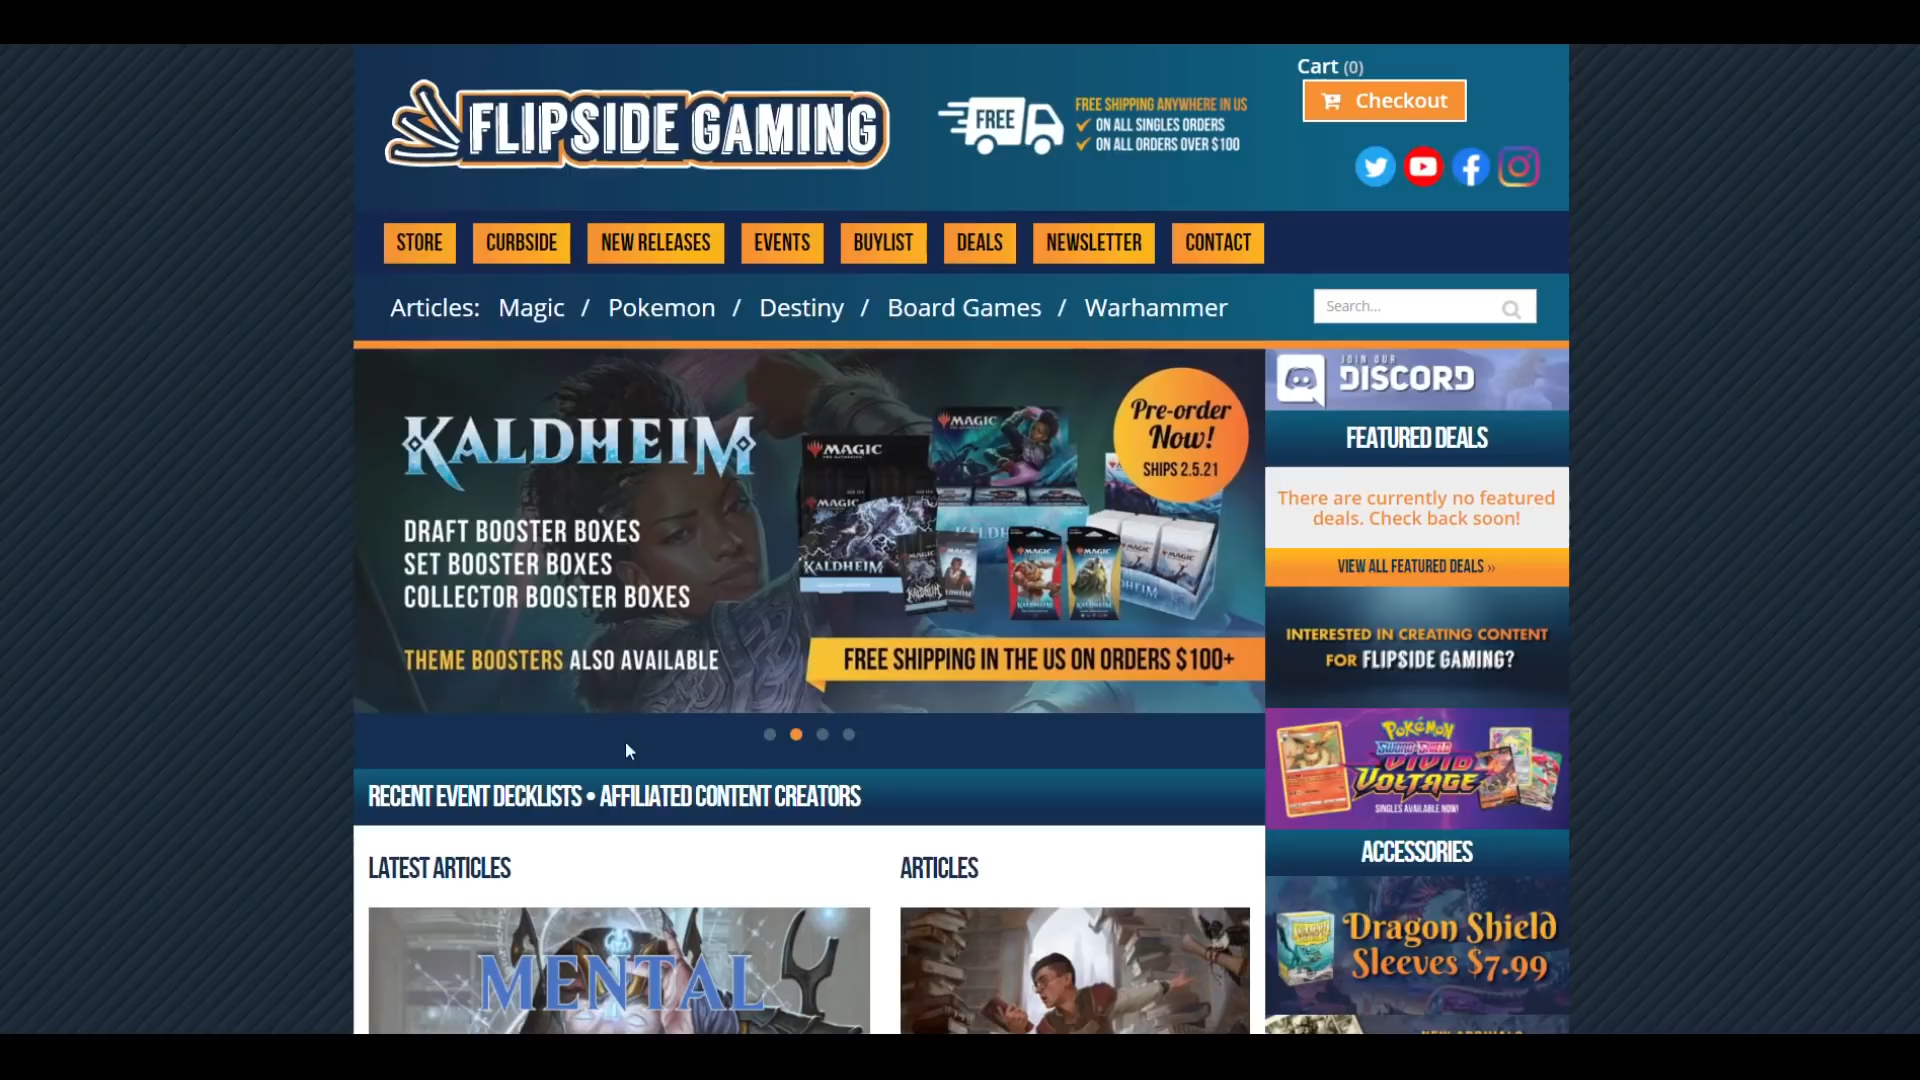 Cart (0)
Checkout
FLIPSIDE GAMING
FREE
FREE SHIPPING ANYWHERE IN US
ON ALL SINGLES ORDERS
ON ALL ORDERS OVER $100
STORE
CURBSIDE
NEW RELEASES
EVENTS
BUYLIST
DEALS
NEWSLETTER
CONTACT
Articles: Magic / Pokemon / Destiny / Board Games / Warhammer
Search...
KALDHEIM
DRAFT BOOSTER BOXES
SET BOOSTER BOXES
COLLECTOR BOOSTER BOXES
THEME BOOSTERS ALSO AVAILABLE
MAGIC
MAGIC
MAGIC
KALDHEIM
MAGIC
MAGIC
Pre-order
Now!
SHIPS 2.5.21
FREE SHIPPING IN THE US ON ORDERS $100+
JOIN OUR
DISCORD
FEATURED DEALS
There are currently no featured
deals. Check back soon!
VIEW ALL FEATURED DEALS »
INTERESTED IN CREATING CONTENT
FOR FLIPSIDE GAMING?
POKéMON
SWORD & SHIELD
VIVID
VOLTAGE
SINGLES AVAILABLE NOW!
ACCESSORIES
Dragon Shield
Sleeves $7.99
RECENT EVENT DECKLISTS • AFFILIATED CONTENT CREATORS
LATEST ARTICLES
MENTAL
ARTICLES